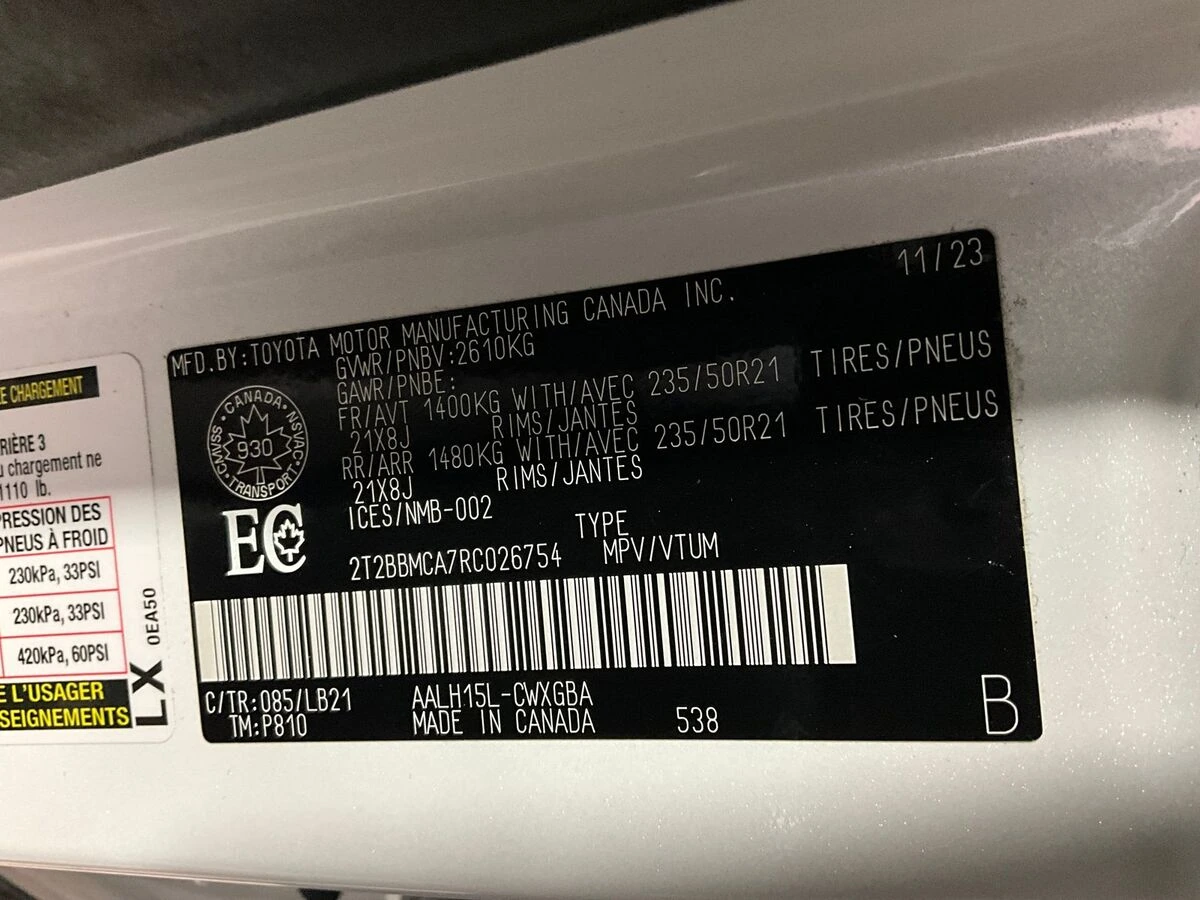 E CHARGEMENT
RIÈRE 3
u chargement ne
1110 lb.
PRESSION DES
PNEUS À FROID
230kPa, 33PSI
230kPa, 33PSI
420kPa, 60PSI
E L'USAGER
SEIGNEMENTS
LX 0EA50
11/23
MFD.BY:TOYOTA MOTOR MANUFACTURING CANADA INC.
GVWR/PNBV:2610KG
GAWR/PNBE:
FR/AVT 1400KG WITH/AVEC 235/50R21 TIRES/PNEUS
21X8J RIMS/JANTES
RR/ARR 1480KG WITH/AVEC 235/50R21 TIRES/PNEUS
21X8J RIMS/JANTES
ICES/NMB-002
CANADA
CMVSS 930 NSVAC
TRANSPORT
EC
TYPE
2T2BBMCA7RC026754 MPV/VTUM
C/TR:085/LB21 AALH15L-CWXGBA
TM:P810 MADE IN CANADA 538
B